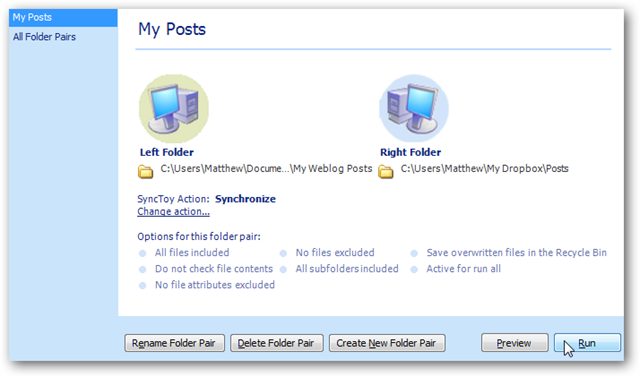 My Posts
All Folder Pairs
My Posts
Left Folder
C:\Users\Matthew\Docume...\My Weblog Posts
Right Folder
C:\Users\Matthew\My Dropbox\Posts
SyncToy Action: Synchronize
Change action...
Options for this folder pair:
All files included
No files excluded
Save overwritten files in the Recycle Bin
Do not check file contents
All subfolders included
Active for run all
No file attributes excluded
Rename Folder Pair
Delete Folder Pair
Create New Folder Pair
Preview
Run